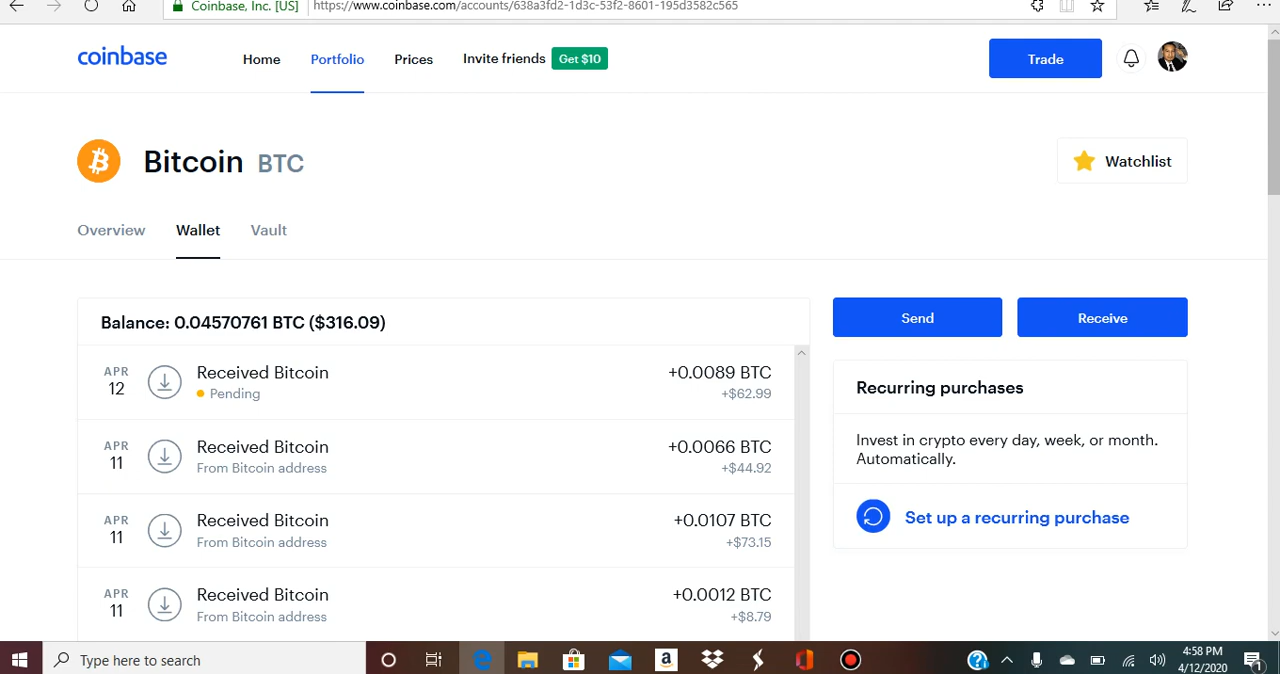 Coinbase, Inc. [US] https://www.coinbase.com/accounts/638a3fd2-1d3c-53f2-8601-195d3582c565
coinbase Home Portfolio Prices Invite friends Get $10 Trade
Bitcoin BTC Watchlist
Overview Wallet Vault
Balance: 0.04570761 BTC ($316.09)
Send Receive
APR 12
Received Bitcoin +0.0089 BTC
Pending +$62.99
APR 11
Received Bitcoin +0.0066 BTC
From Bitcoin address +$44.92
APR 11
Received Bitcoin +0.0107 BTC
From Bitcoin address +$73.15
APR 11
Received Bitcoin +0.0012 BTC
From Bitcoin address +$8.79
Recurring purchases
Invest in crypto every day, week, or month.
Automatically.
Set up a recurring purchase
Type here to search
4:58 PM
4/12/2020
1